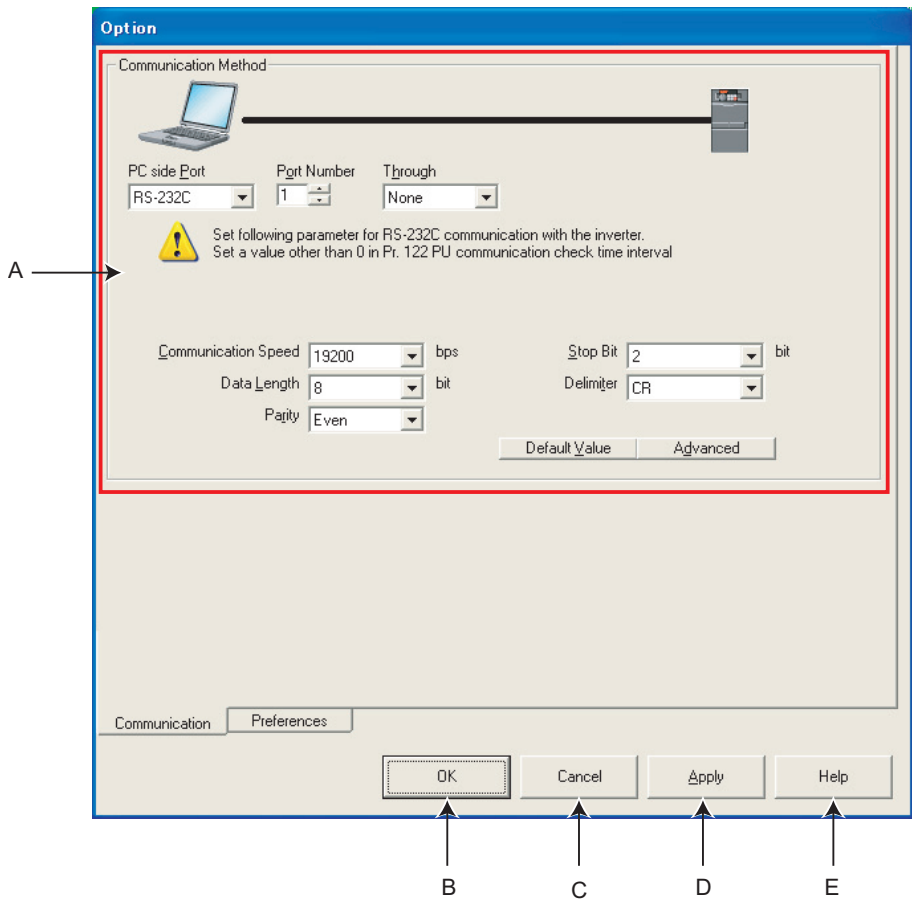 Option
Communication Method
PC side Port Port Number Through
RS-232C 1 None
Set following parameter for RS-232C communication with the inverter.
Set a value other than 0 in Pr. 122 PU communication check time interval
A
Communication Speed 19200 bps Stop Bit 2 bit
Data Length 8 bit Delimiter CR
Parity Even
Default Value Advanced
Communication Preferences
OK Cancel Apply Help
B C D E